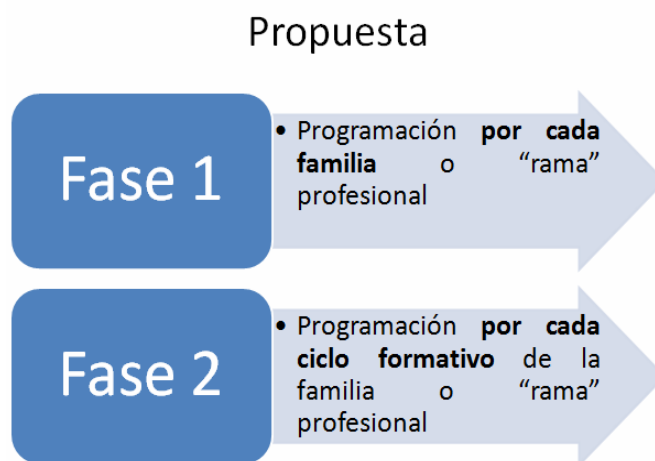 Propuesta
Fase 1
• Programación por cada
familia o “rama”
profesional
Fase 2
• Programación por cada
ciclo formativo de la
familia o “rama”
profesional